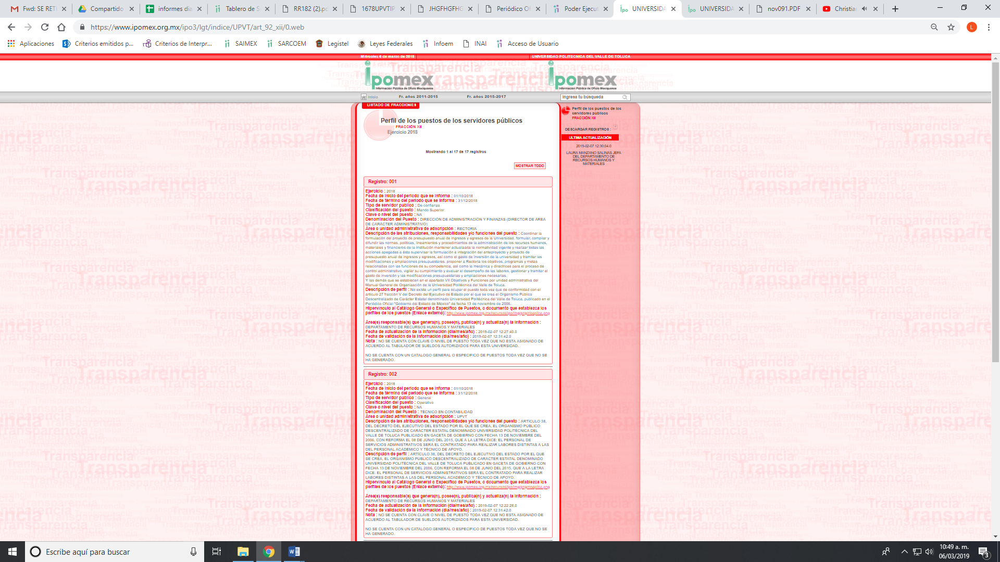 Fwd: SE RETI
Compartido
informes dia
Tablero de S
RR182 (2).pd
1678UPVTIP
JHGFHGFHG
Periódico Of
Poder Ejecut
UNIVERSIDA
UNIVERSIDA
nov091.PDF
Christian
https://www.ipomex.org.mx/ipo3/lgt/indice/UPVT/art_92_xii/0.web
L
Aplicaciones
Criterios emitidos p...
Criterios de Interpr...
SAIMEX
SARCOEM
Legistel
Leyes Federales
Infoem
INAI
Acceso de Usuario
Miércoles 6 de marzo de 2019
UNIVERSIDAD POLITECNICA DEL VALLE DE TOLUCA
Transparencia
ipomex
Información Pública de Oficio Mexiquense
ipomex
Información Pública de Oficio Mexiquense
Inicio
Fr. años 2011-2015
Fr. años 2015-2017
Ingresa tu búsqueda
LISTADO DE FRACCIONES
Perfil de los puestos de los servidores públicos
FRACCIÓN XII
Ejercicio 2018
Mostrando 1 al 17 de 17 registros
MOSTRAR TODO
Perfil de los puestos de los
servidores públicos
FRACCIÓN XII
DESCARGAR REGISTROS :
ULTIMA ACTUALIZACIÓN
2019-02-07 12:30:04.0
LAURA MANZANO SALINAS JEFA
DEL DEPARTAMENTO DE
RECURSOS HUMANOS Y
MATERIALES
Registro: 001
Ejercicio : 2018
Fecha de inicio del periodo que se informa : 01/10/2018
Fecha de término del periodo que se informa : 31/12/2018
Tipo de servidor público : De confianza
Clasificación del puesto : Mando Superior
Clave o nivel del puesto : NA
Denominación del Puesto : DIRECCIÓN DE ADMINISTRACIÓN Y FINANZAS (DIRECTOR DE ÁREA
DE CARÁCTER ADMINISTRATIVO)
Área o unidad administrativa de adscripción : RECTORIA
Descripción de las atribuciones, responsabilidades y/o funciones del puesto : Coordinar la
formulación del proyecto de presupuesto anual de ingresos y egresos de la Universidad. formular, compilar y
difundir las normas, políticas, lineamientos y procedimientos de la administración de los recursos humanos,
materiales y financieros de la Institución mantener actualizada la normatividad vigente y realizar todas las
acciones apegadas a ésta supervisar la formulación e integración del anteproyecto y proyecto de
presupuesto anual de ingresos y egresos, así como el gasto de inversión de la universidad y tramitar las
modificaciones y ampliaciones presupuestares. proponer a Rectoría los objetivos, programas y metas
relacionadas con las funciones de su competencia, así como la mecánica y directrices para el proceso de
control administrativo, vigilar su cumplimiento y evaluar el desempeño de las labores, gestionar y tramitar el
gasto de inversión y las modificaciones presupuestarias y ampliaciones necesarias.
Y las demás que se establecen en el apartado VII Objetivos y Funciones por unidad administrativa del
Manual General de Organización de la Universidad Politécnica del Valle de Toluca.
Descripción de perfil : No existe un perfil para ocupar el puesto toda vez que de conformidad con el
artículo 27 fracción V del Decreto del Ejecutivo de Estado por el que se crea el Organismo Público
Descentralizado de Carácter Estatal denominado Universidad Politécnica del Valle de Toluca, publicado en el
Periódico Oficial "Gobierno del Estado de México" de fecha 13 de noviembre de 2006.
Hipervínculo al Catálogo General o Específico de Puestos, o documento que establezca los
perfiles de los puestos (Enlace externo): http://www.ipomex.org.mx/recursos/ipo/img/png/noaplica.png
Área(s) responsable(s) que genera(n), posee(n), publica(n) y actualiza(n) la información :
DEPARTAMENTO DE RECURSOS HUMANOS Y MATERIALES
Fecha de actualización de la información (día/mes/año) : 2019-02-07 12:27:40.0
Fecha de validación de la información (día/mes/año) : 2019-02-07 12:31:42.0
Nota : NO SE CUENTA CON CLAVE O NIVEL DE PUESTO TODA VEZ QUE NO ESTA ASIGNADO DE
ACUERDO AL TABULADOR DE SUELDOS AUTORIZADOS PARA ESTA UNIVERSIDAD.
NO SE CUENTA CON UN CATALOGO GENERAL O ESPECIFICO DE PUESTOS TODA VEZ QUE NO SE
HA GENERADO.
Registro: 002
Ejercicio : 2018
Fecha de inicio del periodo que se informa : 01/10/2018
Fecha de término del periodo que se informa : 31/12/2018
Tipo de servidor público : General
Clasificación del puesto : Operativo
Clave o nivel del puesto : NA
Denominación del Puesto : TÉCNICO EN CONTABILIDAD
Área o unidad administrativa de adscripción : UPVT
Descripción de las atribuciones, responsabilidades y/o funciones del puesto : ARTÍCULO 38,
DEL DECRETO DEL EJECUTIVO DEL ESTADO POR EL QUE SE CREA, EL ORGANISMO PÚBLICO
DESCENTRALIZADO DE CARÁCTER ESTATAL DENOMINADO UNIVERSIDAD POLITÉCNICA DEL
VALLE DE TOLUCA PUBLICADO EN GACETA DE GOBIERNO CON FECHA 13 DE NOVIEMBRE DEL
2006, CON REFORMA EL 08 DE JUNIO DEL 2015, QUE A LA LETRA DICE: EL PERSONAL DE
SERVICIOS ADMINISTRATIVOS SERÁ EL CONTRATADO PARA REALIZAR LABORES DISTINTAS A LAS
DEL PERSONAL ACADEMICO Y TÉCNICO DE APOYO.
Descripción de perfil : ARTÍCULO 38, DEL DECRETO DEL EJECUTIVO DEL ESTADO POR EL QUE
SE CREA, EL ORGANISMO PÚBLICO DESCENTRALIZADO DE CARÁCTER ESTATAL DENOMINADO
UNIVERSIDAD POLITÉCNICA DEL VALLE DE TOLUCA PUBLICADO EN GACETA DE GOBIERNO CON
FECHA 13 DE NOVIEMBRE DEL 2006, CON REFORMA EL 08 DE JUNIO DEL 2015, QUE A LA LETRA
DICE: EL PERSONAL DE SERVICIOS ADMINISTRATIVOS SERÁ EL CONTRATADO PARA REALIZAR
LABORES DISTINTAS A LAS DEL PERSONAL ACADÉMICO Y TÉCNICO DE APOYO.
Hipervínculo al Catálogo General o Específico de Puestos, o documento que establezca los
perfiles de los puestos (Enlace externo): http://www.ipomex.org.mx/recursos/ipo/img/png/noaplica.png
Área(s) responsable(s) que genera(n), posee(n), publica(n) y actualiza(n) la información :
DEPARTAMENTO DE RECURSOS HUMANOS Y MATERIALES
Fecha de actualización de la información (día/mes/año) : 2019-02-07 12:22:28.0
Fecha de validación de la información (día/mes/año) : 2019-02-07 12:31:42.0
Nota : NO SE CUENTA CON CLAVE O NIVEL DE PUESTO TODA VEZ QUE NO ESTA ASIGNADO DE
ACUERDO AL TABULADOR DE SUELDOS AUTORIZADOS PARA ESTA UNIVERSIDAD.
NO SE CUENTA CON UN CATALOGO GENERAL O ESPECIFICO DE PUESTOS TODA VEZ QUE NO SE
HA GENERADO.
Escribe aquí para buscar
10:49 a. m.
06/03/2019
3